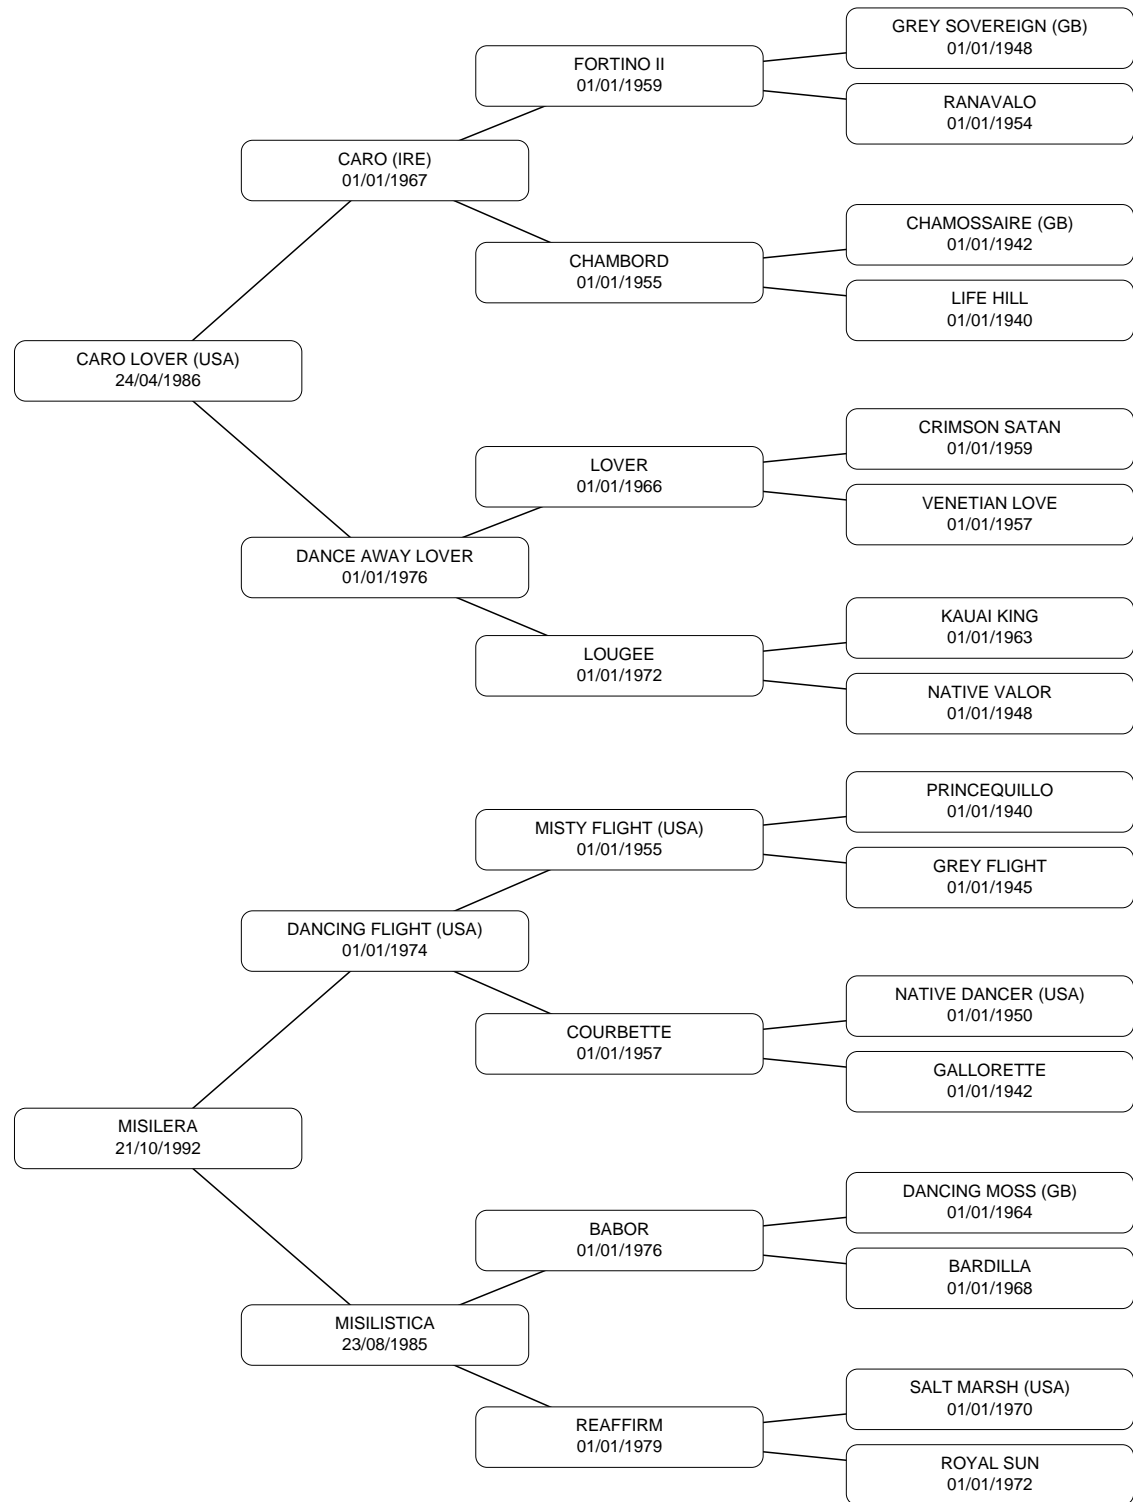 GREY SOVEREIGN (GB)
01/01/1948
FORTINO II
01/01/1959
RANAVALO
01/01/1954
CARO (IRE)
01/01/1967
CHAMOSSAIRE (GB)
01/01/1942
CHAMBORD
01/01/1955
LIFE HILL
01/01/1940
CARO LOVER (USA)
24/04/1986
CRIMSON SATAN
01/01/1959
LOVER
01/01/1966
VENETIAN LOVE
01/01/1957
DANCE AWAY LOVER
01/01/1976
KAUAI KING
01/01/1963
LOUGEE
01/01/1972
NATIVE VALOR
01/01/1948
PRINCEQUILLO
01/01/1940
MISTY FLIGHT (USA)
01/01/1955
GREY FLIGHT
01/01/1945
DANCING FLIGHT (USA)
01/01/1974
NATIVE DANCER (USA)
01/01/1950
COURBETTE
01/01/1957
GALLORETTE
01/01/1942
MISILERA
21/10/1992
DANCING MOSS (GB)
01/01/1964
BABOR
01/01/1976
BARDILLA
01/01/1968
MISILISTICA
23/08/1985
SALT MARSH (USA)
01/01/1970
REAFFIRM
01/01/1979
ROYAL SUN
01/01/1972